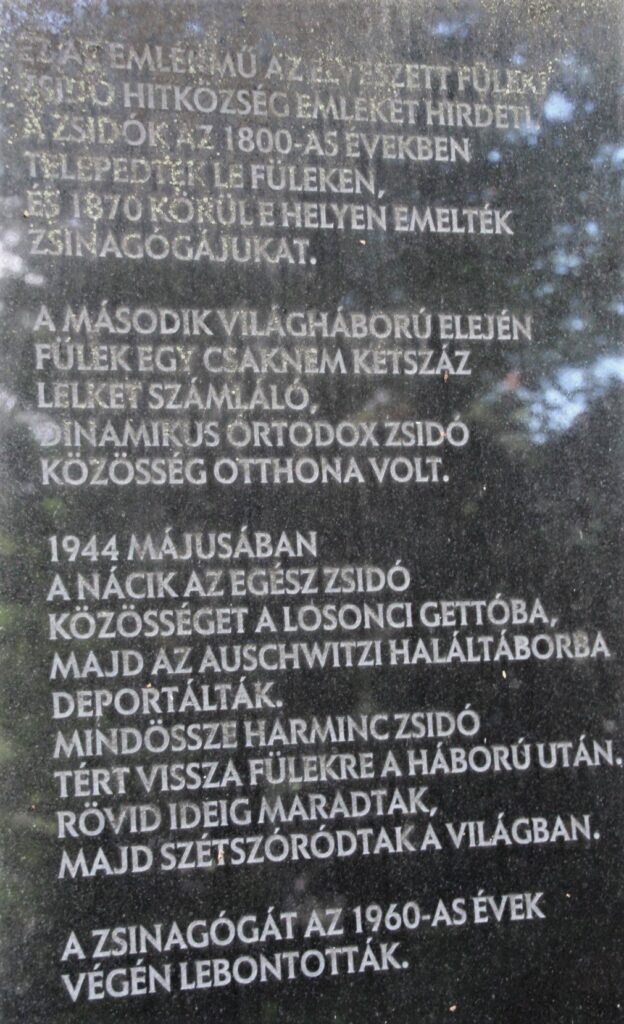 EZ AZ EMLÉKMŰ AZ ELVESZETT FÜLEKI
ZSIDÓ HITKÖZSÉG EMLÉKÉT HIRDETI.
A ZSIDÓK AZ 1800-AS ÉVEKBEN
TELEPEDTEK LE FÜLEKEN,
ÉS 1870 KÖRÜL E HELYEN EMELTÉK
ZSINAGÓGÁJUKAT.
A MÁSODIK VILÁGHÁBORÚ ELEJÉN
FÜLEK EGY CSAKNEM KÉTSZÁZ
LELKET SZÁMLÁLÓ,
DINAMIKUS ORTODOX ZSIDÓ
KÖZÖSSÉG OTTHONA VOLT.
1944 MÁJUSÁBAN
A NÁCIK AZ EGÉSZ ZSIDÓ
KÖZÖSSÉGET A LOSONCI GETTÓBA,
MAJD AZ AUSCHWITZI HALÁLTÁBORBA
DEPORTÁLTÁK.
MINDÖSSZE HARMINC ZSIDÓ
TÉRT VISSZA FÜLEKRE A HÁBORÚ UTÁN.
RÖVID IDEIG MARADTAK,
MAJD SZÉTSZÓRÓDTAK A VILÁGBAN.
A ZSINAGÓGÁT AZ 1960-AS ÉVEK
VÉGÉN LEBONTOTTÁK.